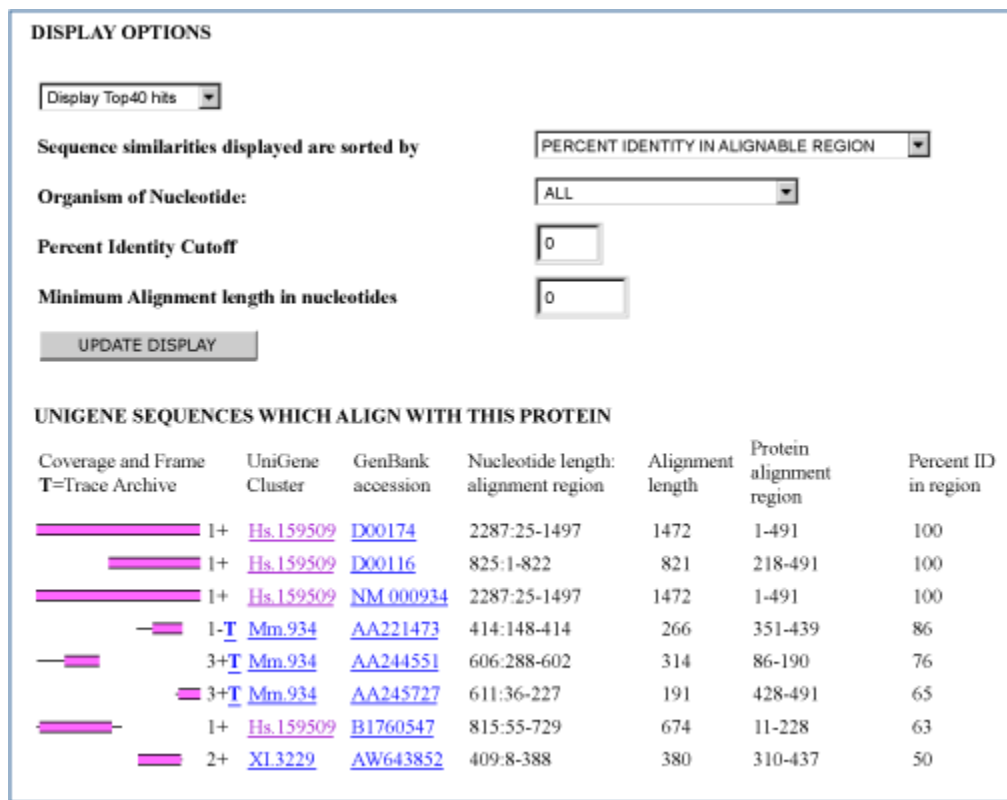 DISPLAY OPTIONS
Display Top40 hits
Sequence similarities displayed are sorted by PERCENT IDENTITY IN ALIGNABLE REGION
Organism of Nucleotide: ALL
Percent Identity Cutoff 0
Minimum Alignment length in nucleotides 0
UPDATE DISPLAY
UNIGENE SEQUENCES WHICH ALIGN WITH THIS PROTEIN
Coverage and Frame UniGene GenBank Nucleotide length: Alignment Protein alignment region Percent ID
T=Trace Archive Cluster accession alignment region length in region
1+ Hs.159509 D00174 2287:25-1497 1472 1-491 100
1+ Hs.159509 D00116 825:1-822 821 218-491 100
1+ Hs.159509 NM 000934 2287:25-1497 1472 1-491 100
1-T Mm.934 AA221473 414:148-414 266 351-439 86
3+T Mm.934 AA244551 606:288-602 314 86-190 76
3+T Mm.934 AA245727 611:36-227 191 428-491 65
1+ Hs.159509 B1760547 815:55-729 674 11-228 63
2+ XI.3229 AW643852 409:8-388 380 310-437 50